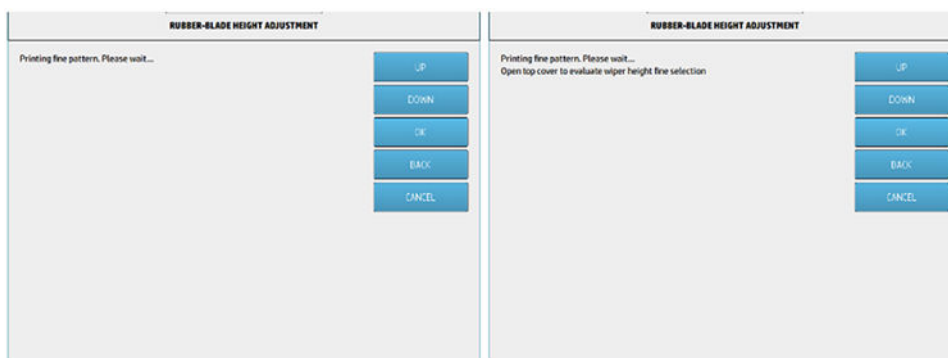 RUBBER-BLADE HEIGHT ADJUSTMENT
Printing fine pattern. Please wait...
UP
DOWN
OK
BACK
CANCEL
RUBBER-BLADE HEIGHT ADJUSTMENT
Printing fine pattern. Please wait...
Open top cover to evaluate wiper height fine selection
UP
DOWN
OK
BACK
CANCEL